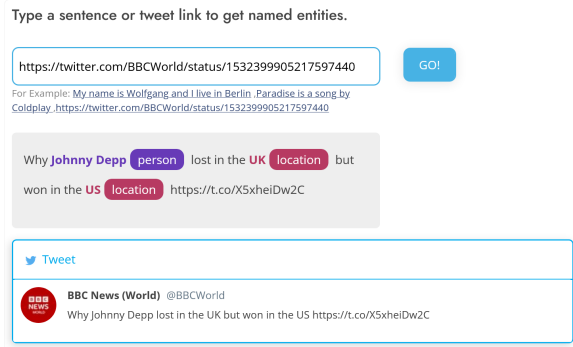 Type a sentence or tweet link to get named entities.
https://twitter.com/BBCWorld/status/1532399905217597440
GO!
For Example: My name is Wolfgang and I live in Berlin ,Paradise is a song by
Coldplay ,https://twitter.com/BBCWorld/status/1532399905217597440
Why Johnny Depp person lost in the UK location but
won in the US location https://t.co/X5xheiDw2C
Tweet
BBC
NEWS
WORLD
BBC News (World) @BBCWorld
Why Johnny Depp lost in the UK but won in the US https://t.co/X5xheiDw2C